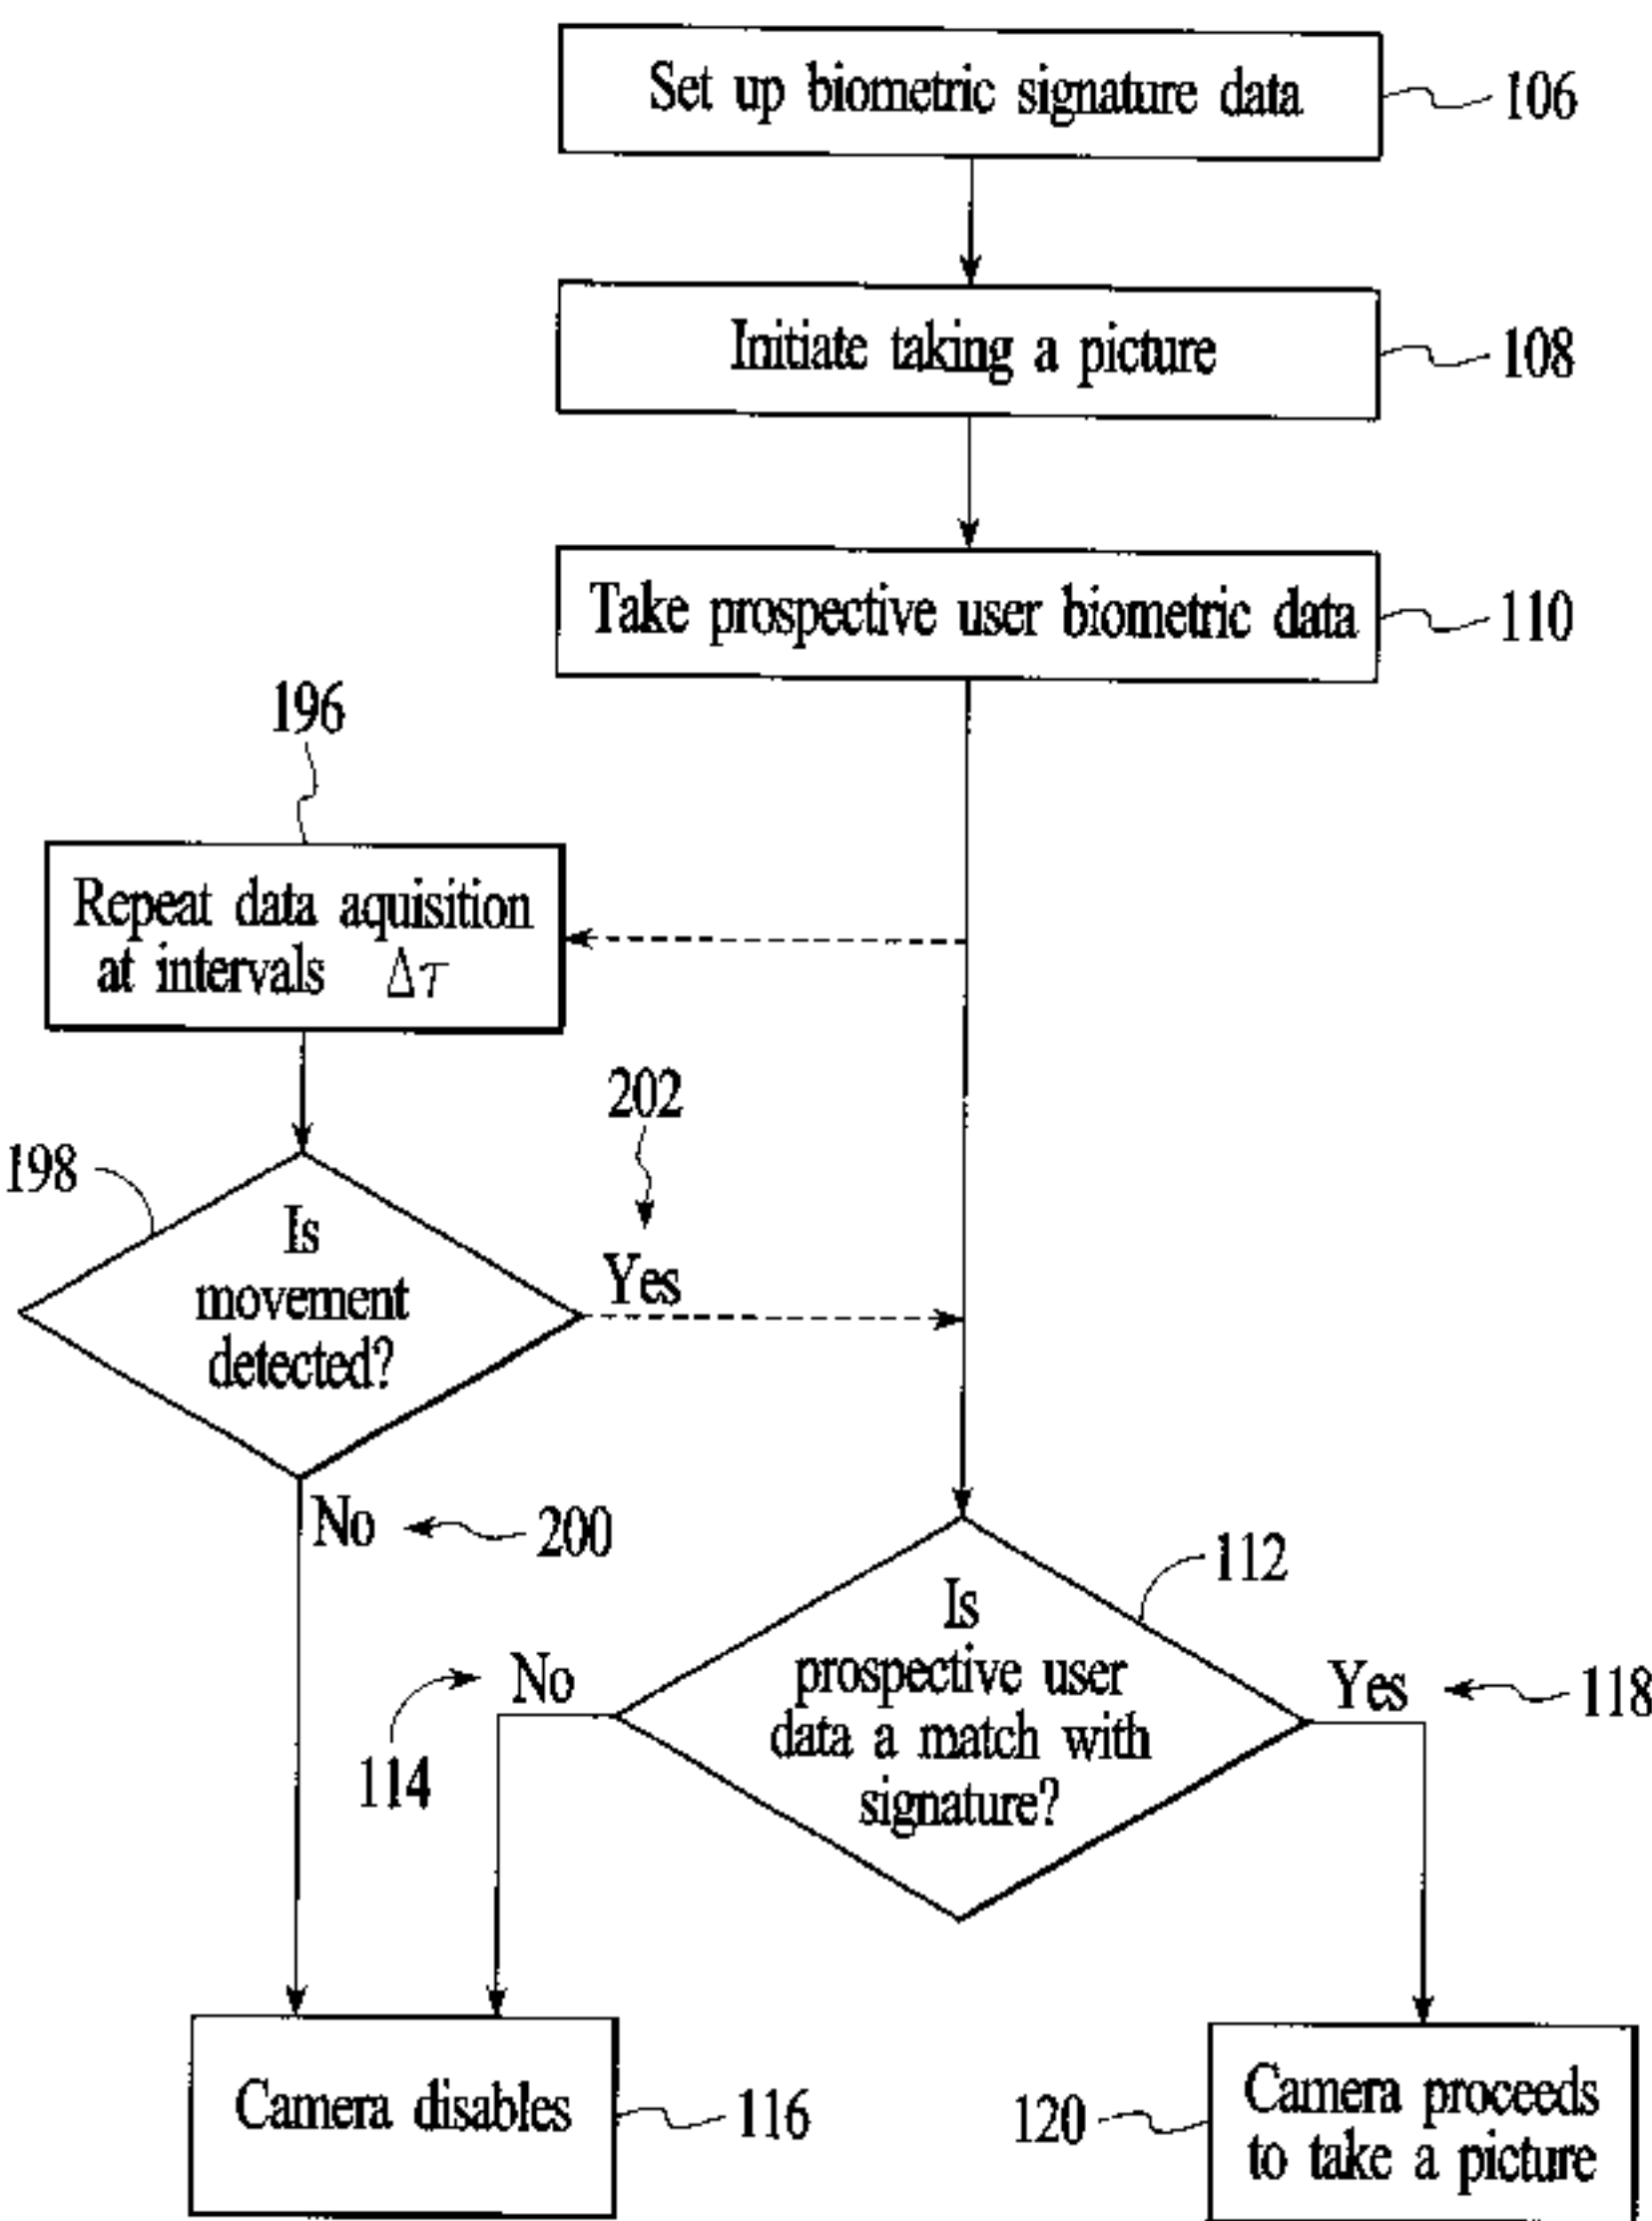 Set up biometric signature data
106
Initiate taking a picture
108
Take prospective user biometric data
110
196
Repeat data aquisition
at intervals Δτ
202
198
Is
movement
detected?
Yes
No
200
112
Is
prospective user
data a match with
signature?
No
114
Yes
118
Camera disables
116
120
Camera proceeds
to take a picture